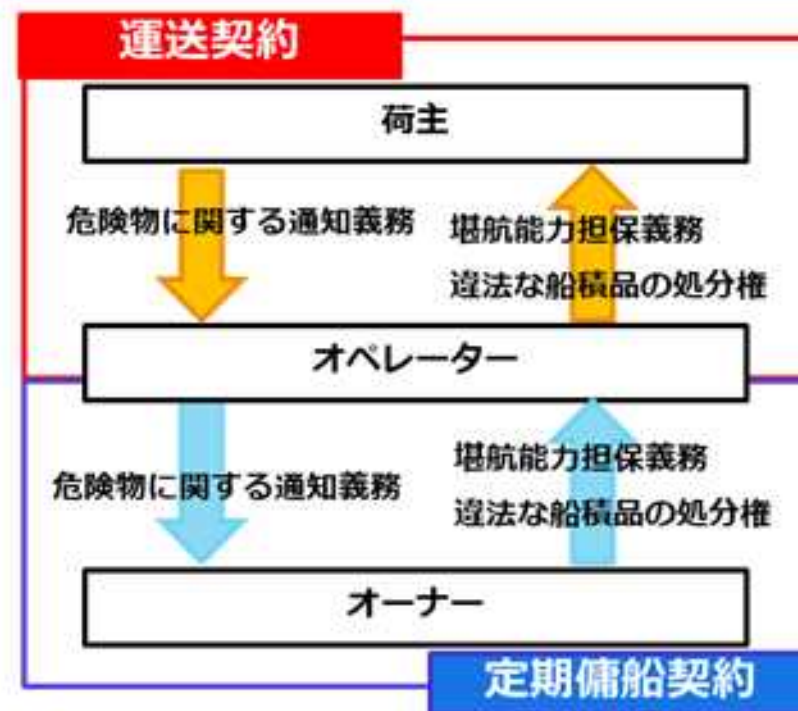 運送契約
荷主
危険物に関する通知義務
堪航能力担保義務
違法な船積品の処分権
オペレーター
危険物に関する通知義務
堪航能力担保義務
違法な船積品の処分権
オーナー
定期傭船契約